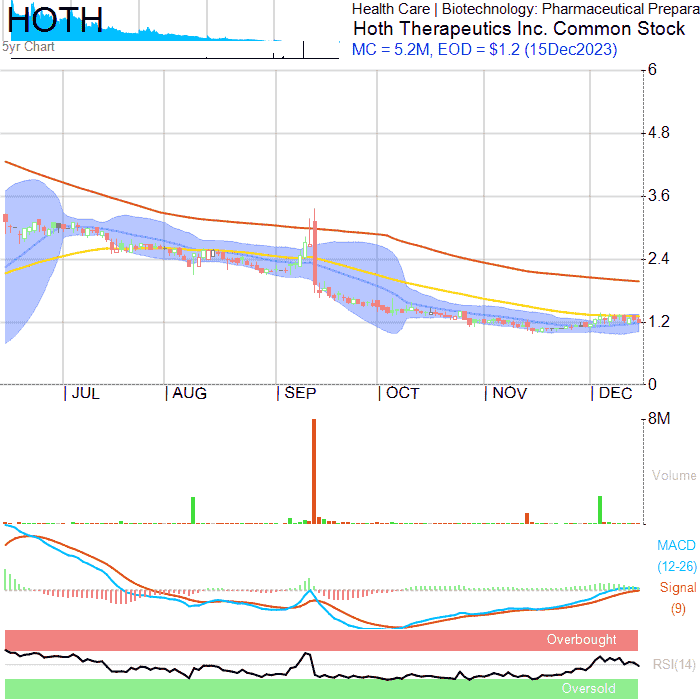 HOTH
Health Care | Biotechnology: Pharmaceutical Prepara
Hoth Therapeutics Inc. Common Stock
5yr Chart
MC = 5.2M, EOD = $1.2 (15Dec2023)
6
4.8
3.6
2.4
1.2
0
JUL AUG SEP OCT NOV DEC
8M
Volume
MACD
(12-26)
Signal
(9)
Overbought
RSI(14)
Oversold